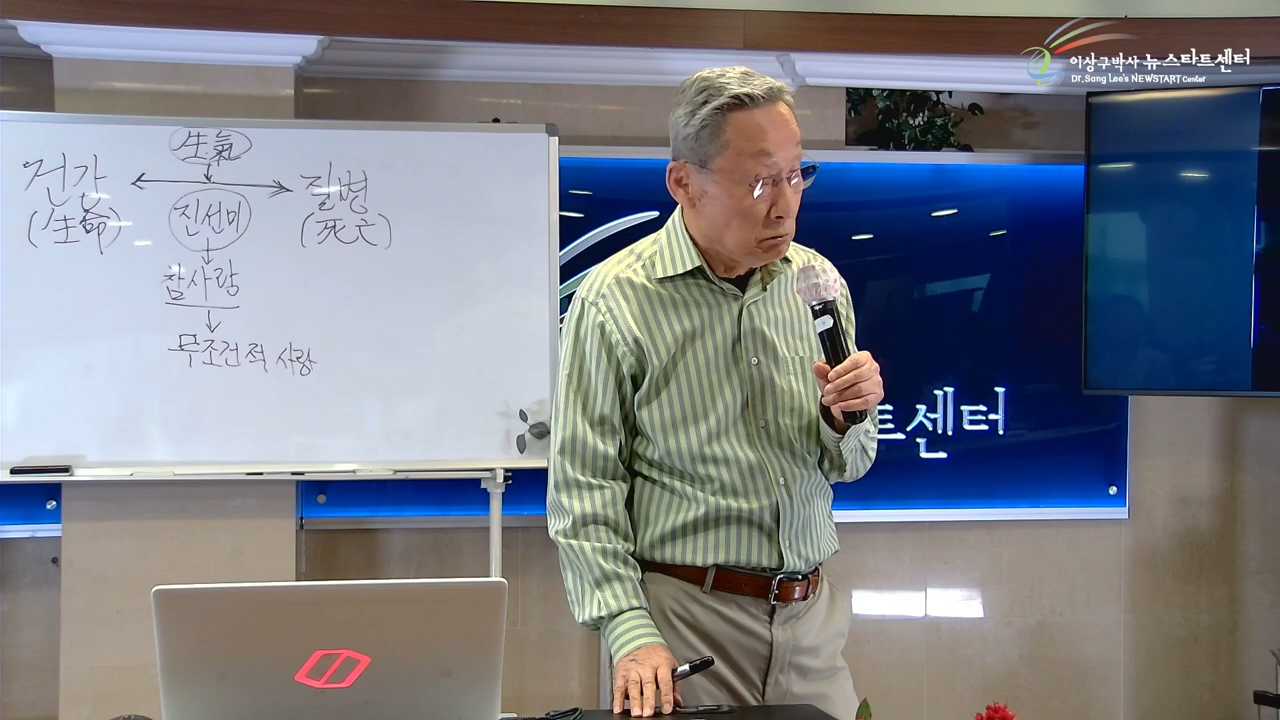 이상구박사 뉴스타트센터
Dr. Sang Lee's NEWSTART Center
生氣
건강 질병
(生命) 진선미 (死亡)
참사랑
무조건적 사랑
트센터